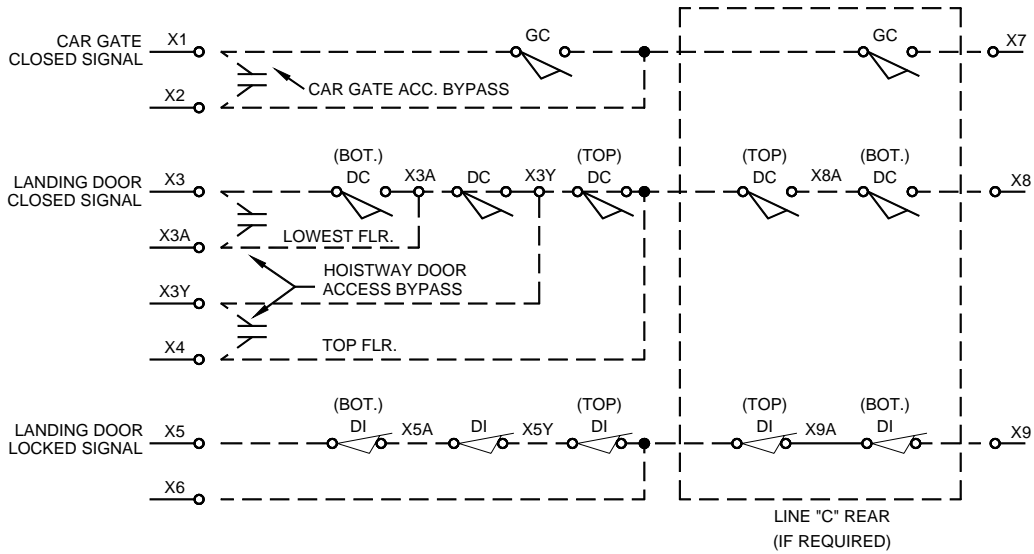 CAR GATE
CLOSED SIGNAL
X1
GC
GC
X7
CAR GATE ACC. BYPASS
X2
LANDING DOOR
CLOSED SIGNAL
X3
(BOT.)
DC
X3A
DC
X3Y
(TOP)
DC
(TOP)
DC
X8A
(BOT.)
DC
X8
X3A
LOWEST FLR.
HOISTWAY DOOR
ACCESS BYPASS
X3Y
X4
TOP FLR.
LANDING DOOR
LOCKED SIGNAL
X5
(BOT.)
DI
X5A
DI
X5Y
(TOP)
DI
(TOP)
DI
X9A
(BOT.)
DI
X9
X6
LINE "C" REAR
(IF REQUIRED)